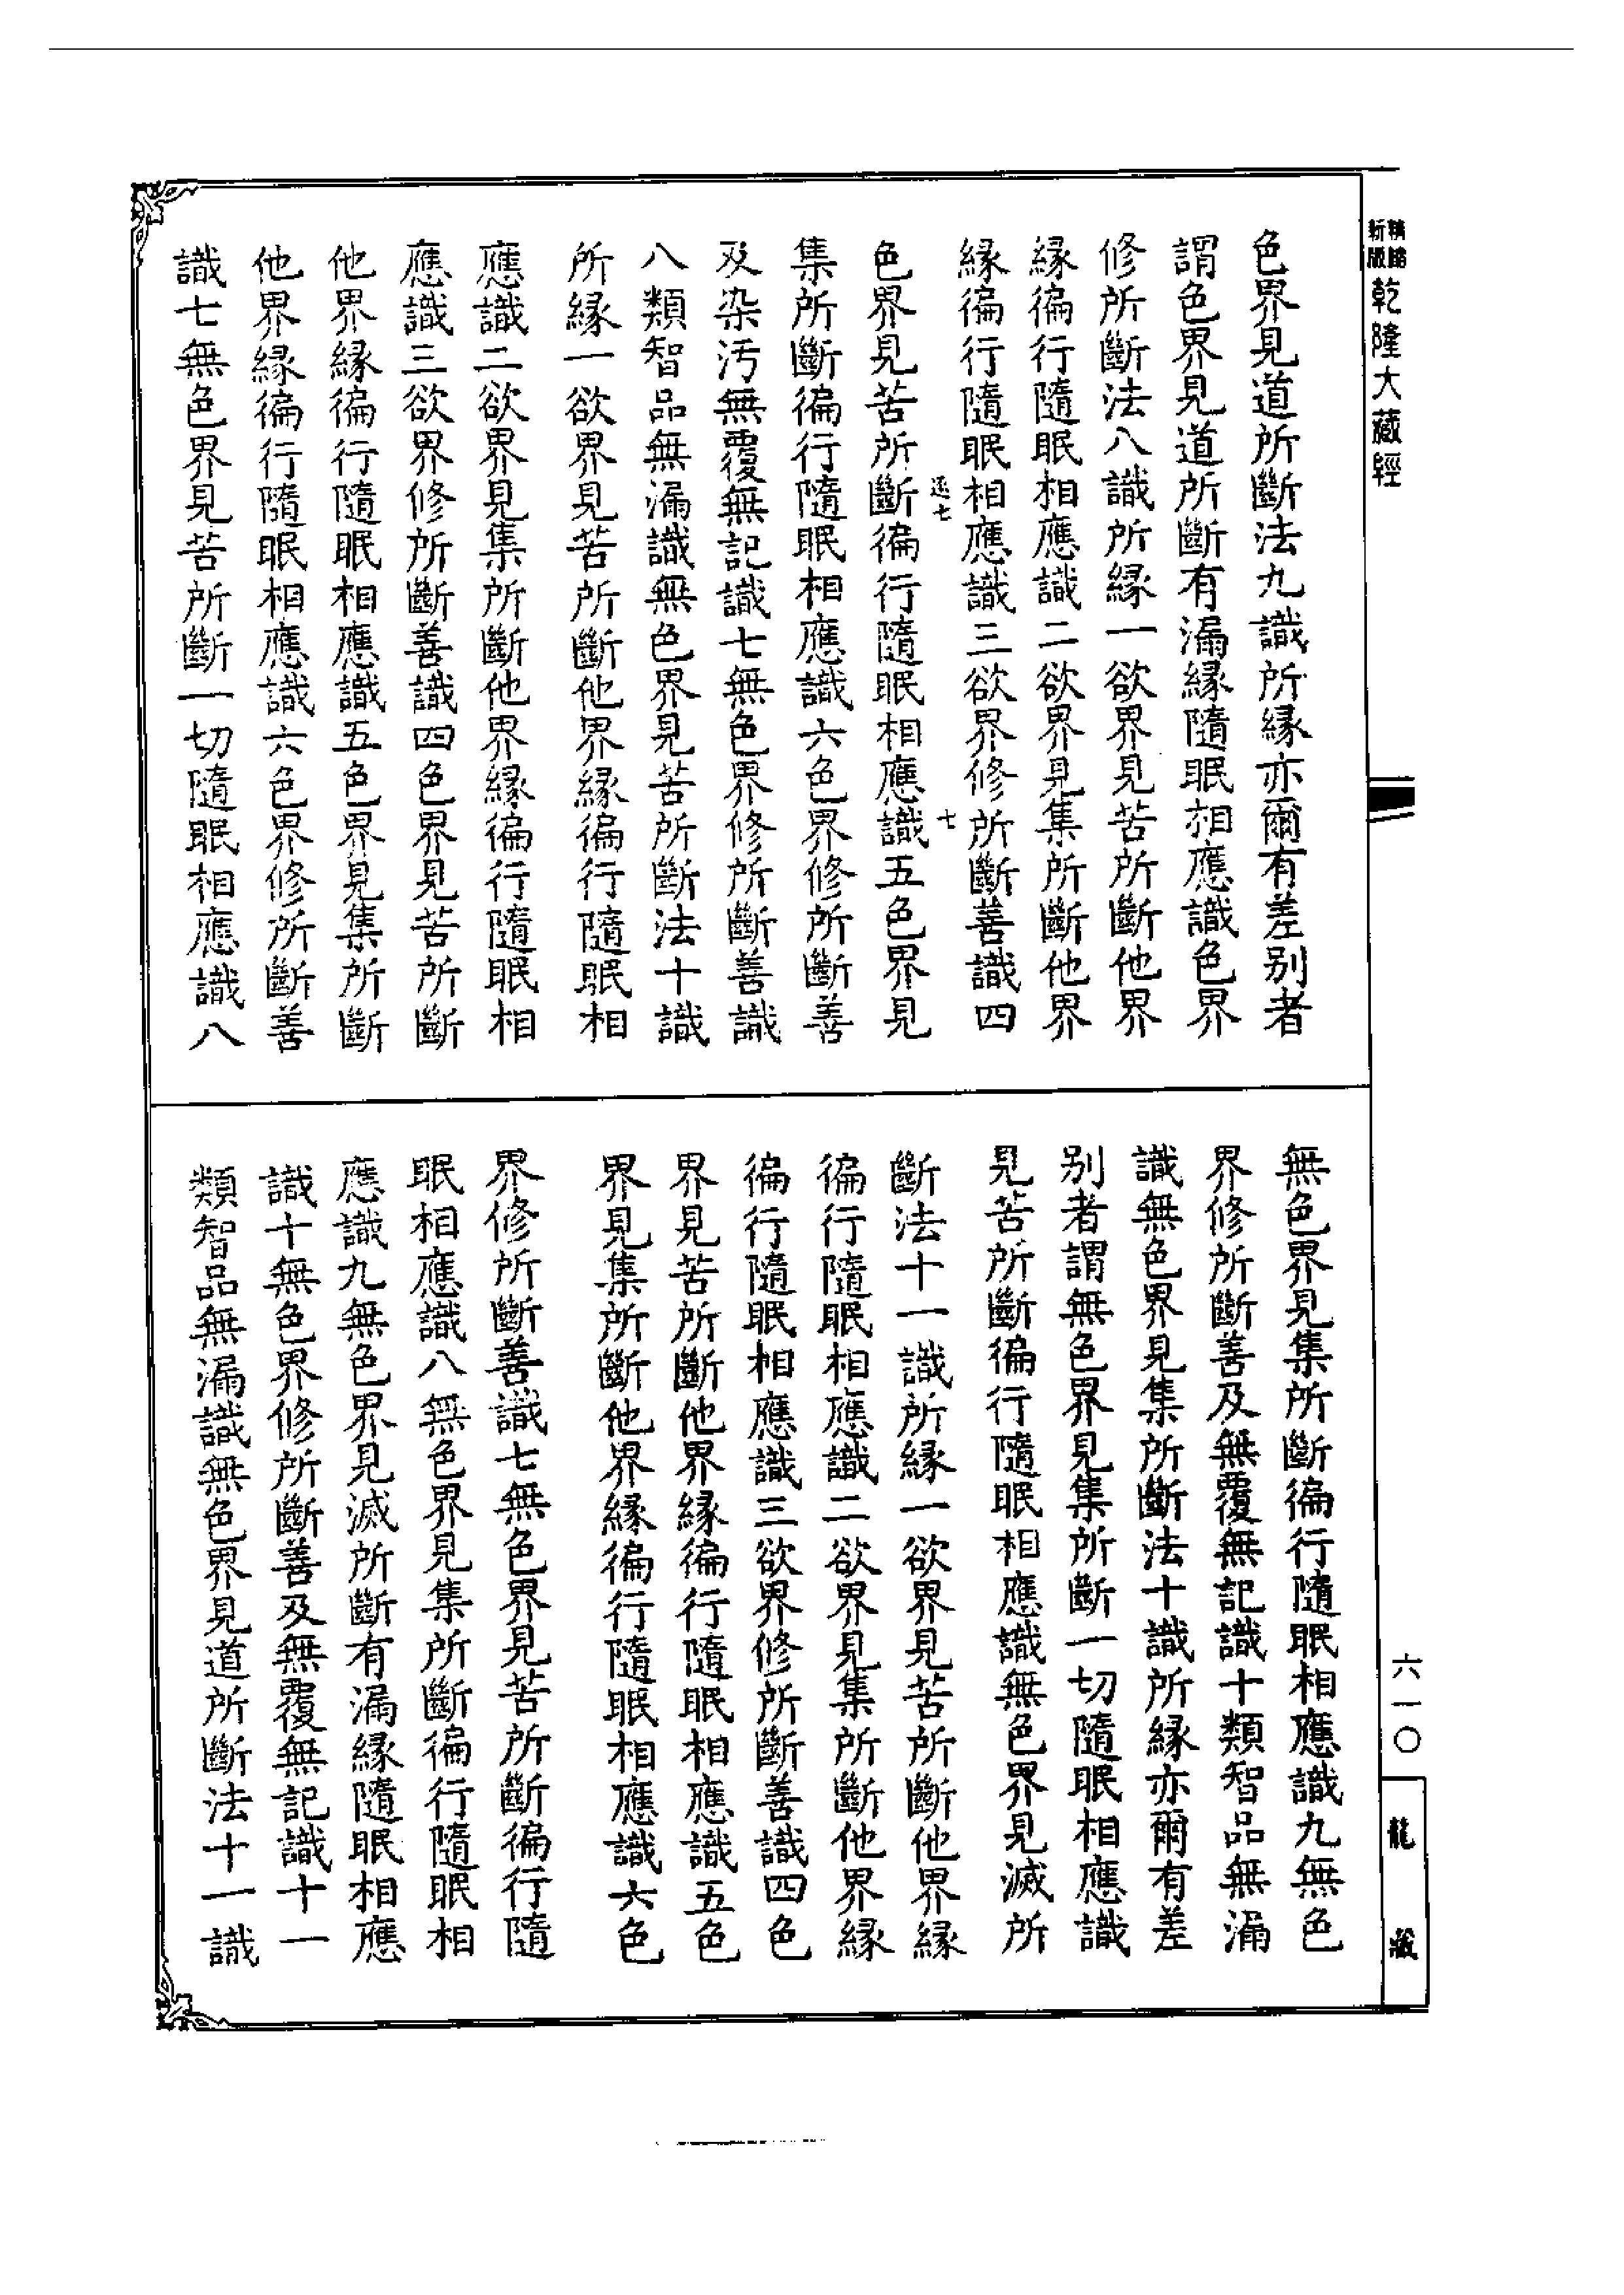 新版
精縮
乾隆大藏經
色界見道所斷法九識所緣亦爾有差別者
謂色界見道所斷有漏緣隨眠相應識色界
修所斷法八識所緣一欲界見苦所斷他界
緣徧行隨眠相應識二欲界見集所斷他界
緣徧行隨眠相應識三欲界修所斷善識四
七
色界見苦所斷徧行隨眠相應識五色界見
集所斷徧行隨眠相應識六色界修所斷善
及染污無覆無記識七無色界修所斷善識
八類智品無漏識無色界見苦所斷法十識
所緣一欲界見苦所斷他界緣徧行隨眠相
應識二欲界見集所斷他界緣徧行隨眠相
應識三欲界修所斷善識四色界見苦所斷
他界緣徧行隨眠相應識五色界見集所斷
他界緣徧行隨眠相應識六色界修所斷善
識七無色界見苦所斷一切隨眠相應識八
無色界見集所斷徧行隨眠相應識九無色
界修所斷善及無覆無記識十類智品無漏
識無色界見集所斷法十識所緣亦爾有差
別者謂無色界見集所斷一切隨眠相應識
見苦所斷徧行隨眠相應識無色界見滅所
斷法十一識所緣一欲界見苦所斷他界緣
徧行隨眠相應識二欲界見集所斷他界緣
徧行隨眠相應識三欲界修所斷善識四色
界見苦所斷他界緣徧行隨眠相應識五色
界見集所斷他界緣徧行隨眠相應識六色
界修所斷善識七無色界見苦所斷徧行隨
眠相應識八無色界見集所斷徧行隨眠相
應識九無色界見滅所斷有漏緣隨眠相應
識十無色界修所斷善及無覆無記識十一
類智品無漏識無色界見道所斷法十一識
六一〇
龍藏